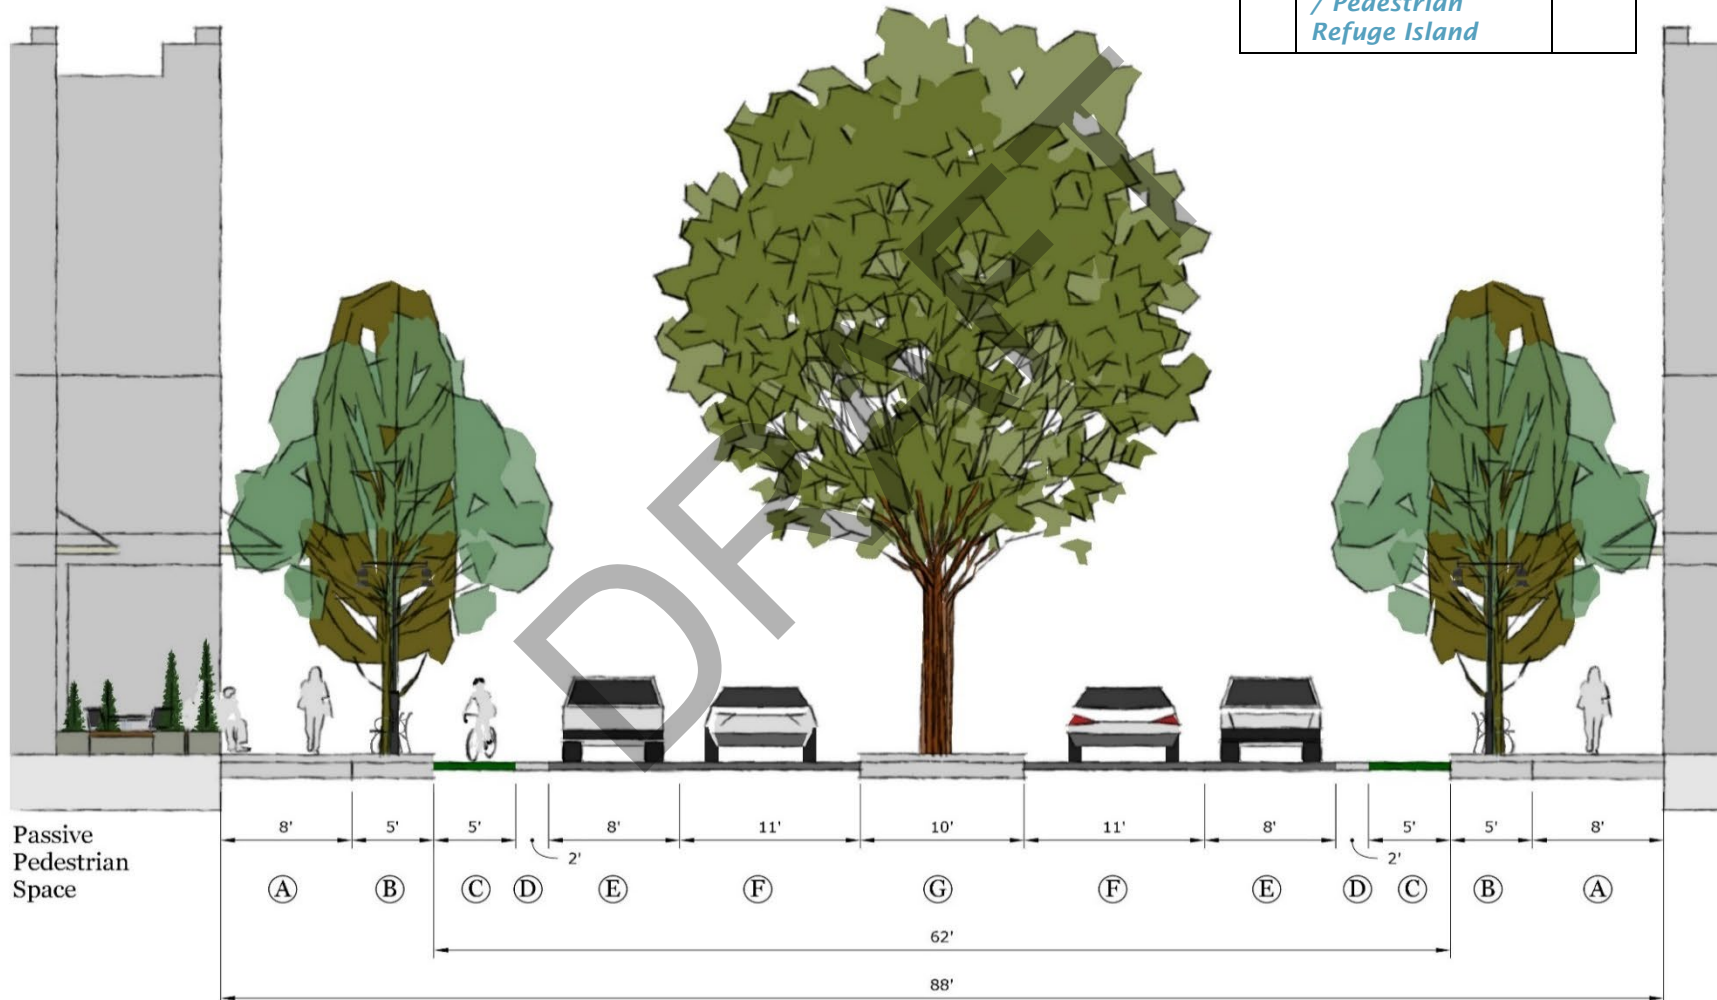 / Pedestrian
Refuge Island
DRAFT
8' 5' 5' 8' 11' 10' 11' 8' 5' 5' 8'
2' 2'
Passive
Pedestrian
Space
A B C D E F G F E D C B A
62'
88'